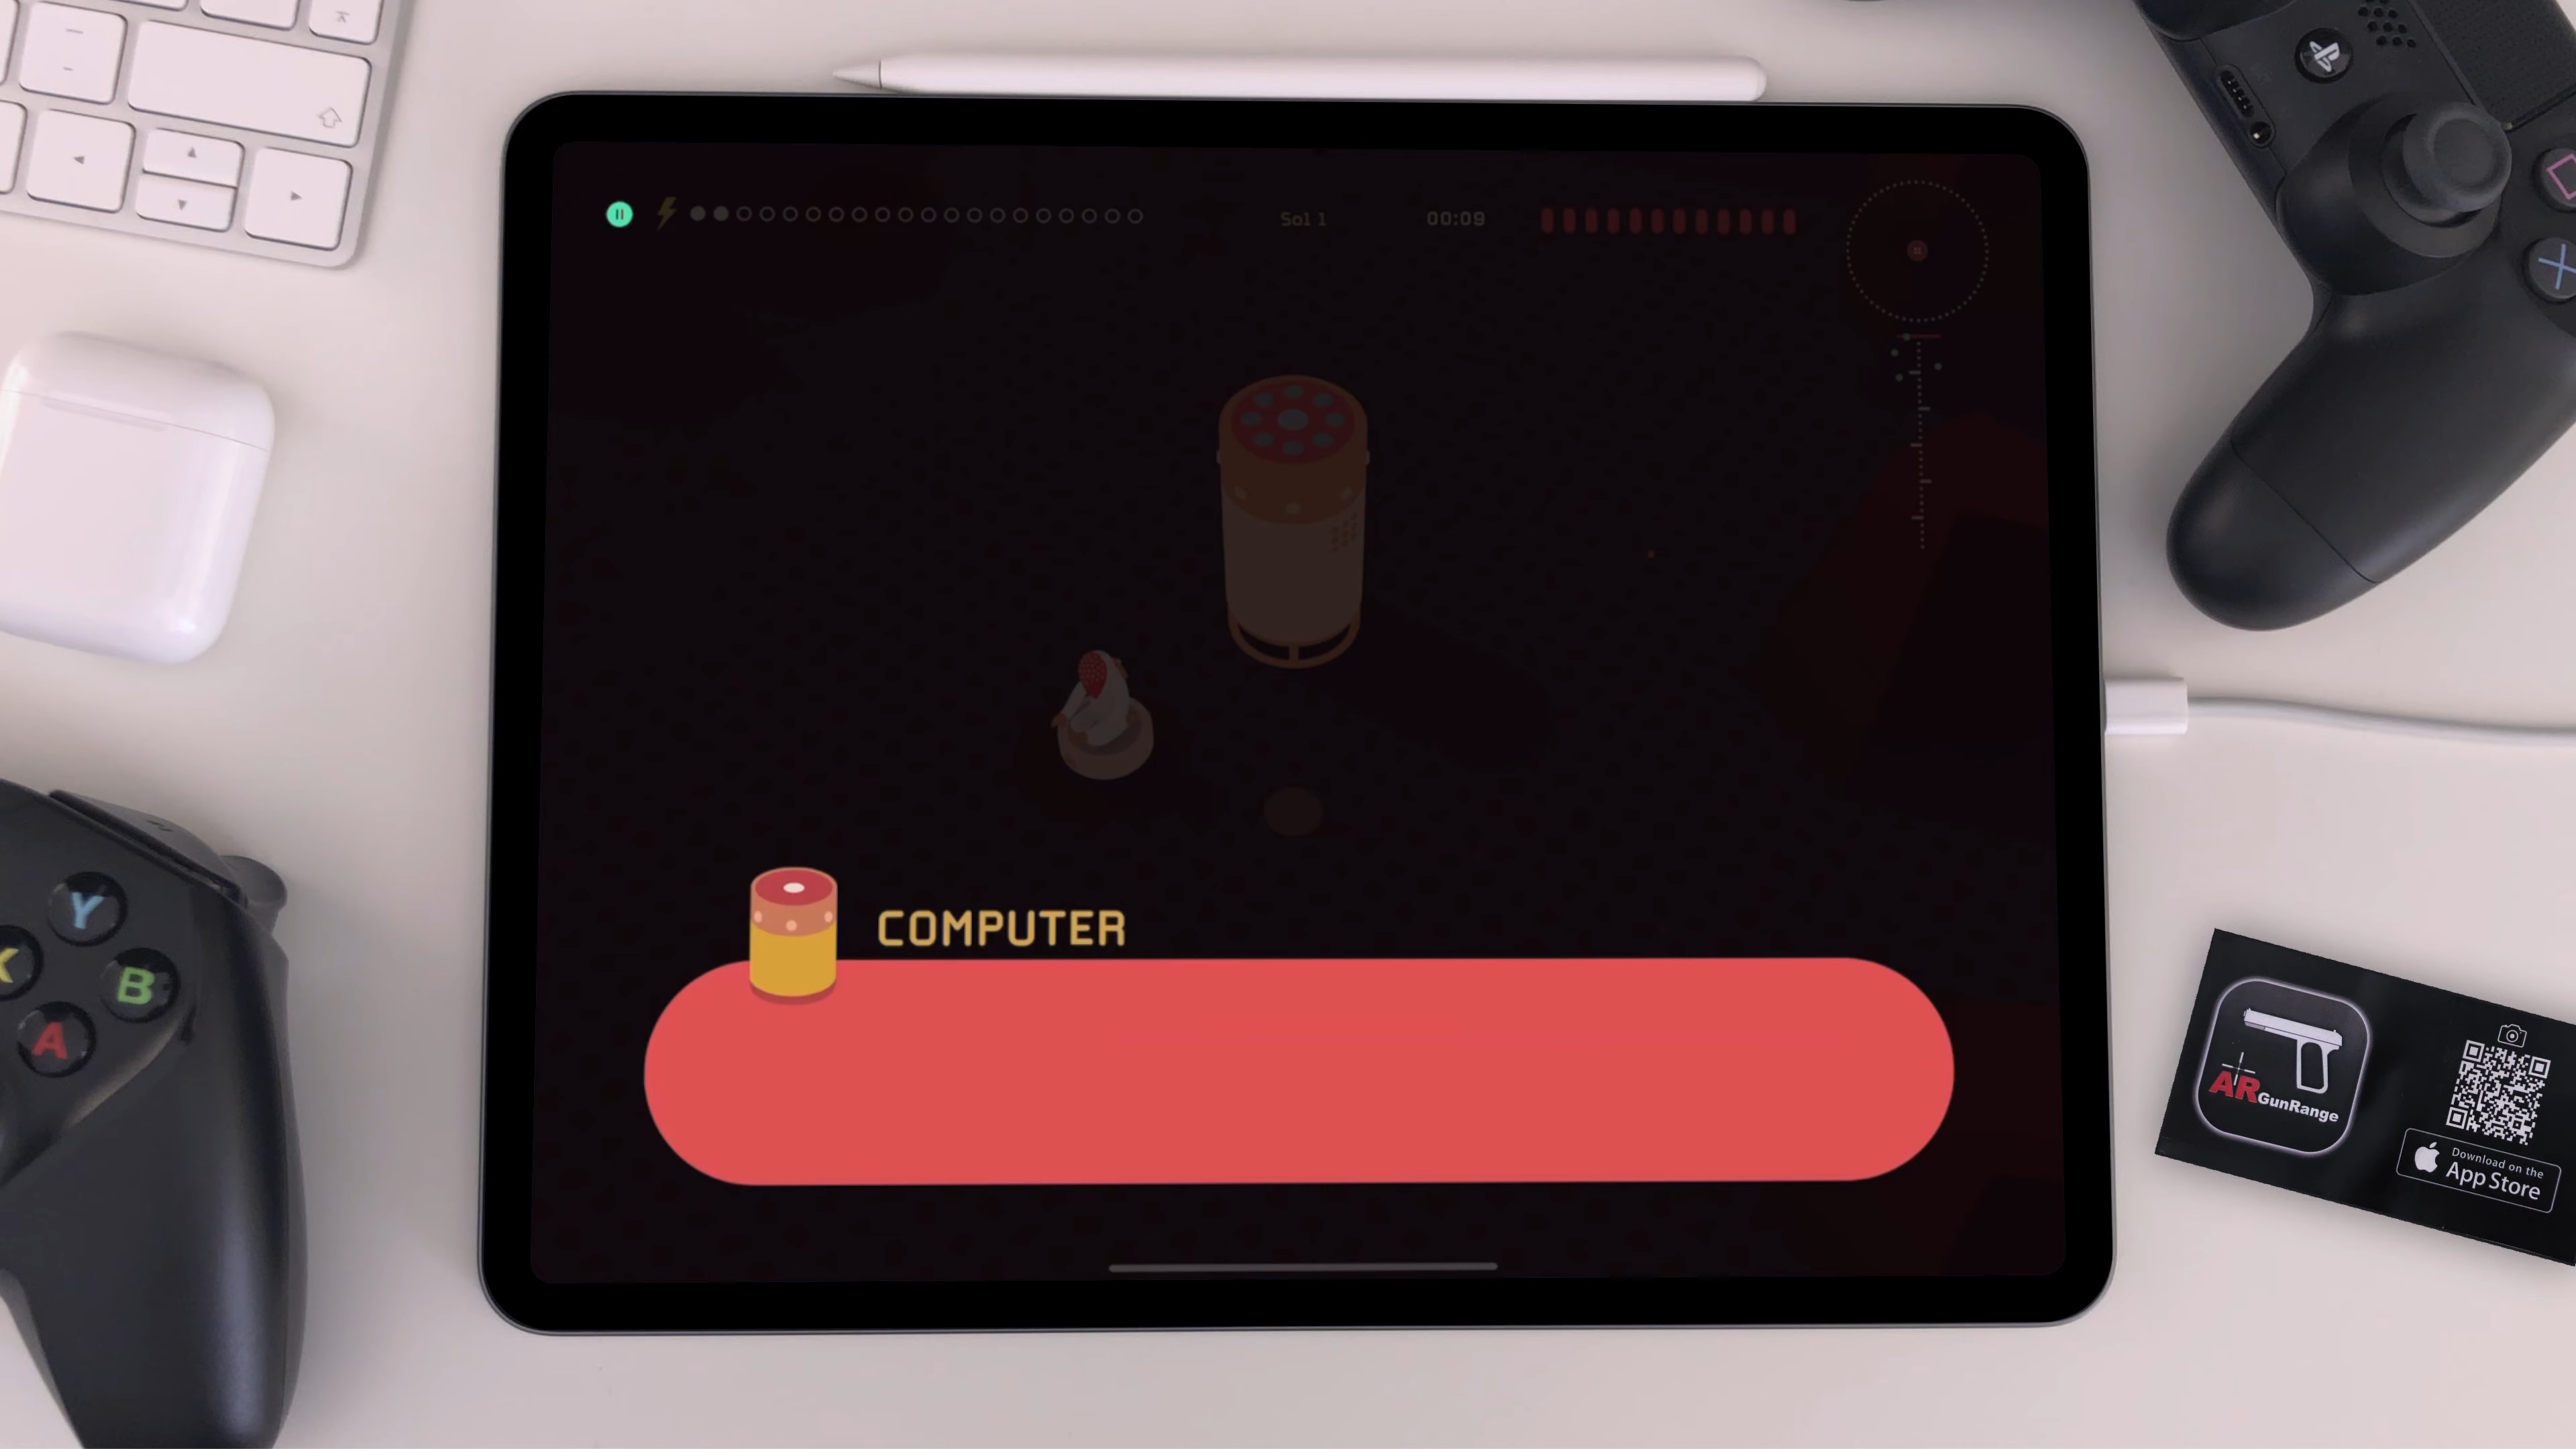 Sol 1
00:09
COMPUTER
Y
X
B
A
AR
GunRange
Download on the
App Store